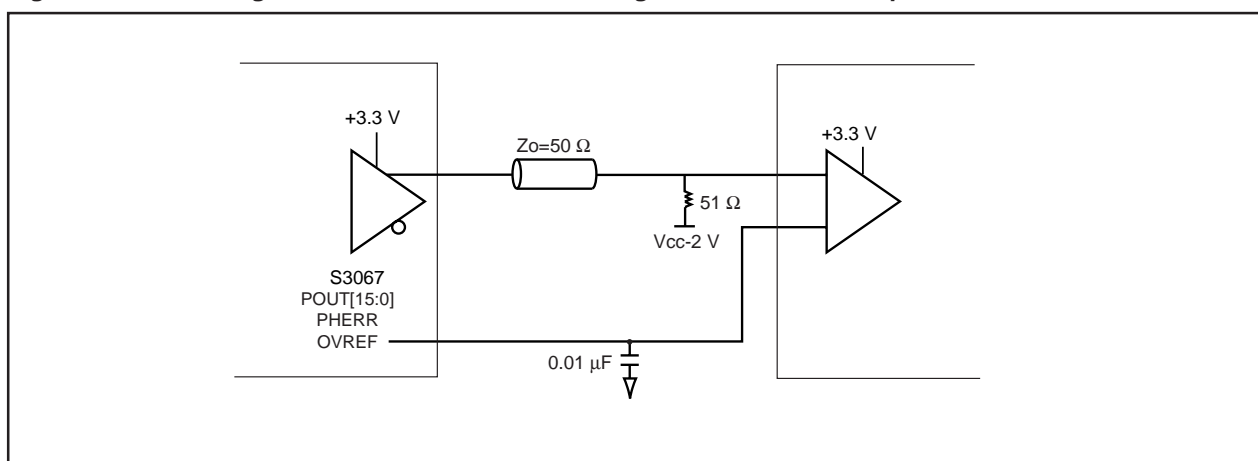 +3.3 V
Zo=50 Ω
+3.3 V
51 Ω
Vcc-2 V
S3067
POUT[15:0]
PHERR
OVREF
0.01 μF